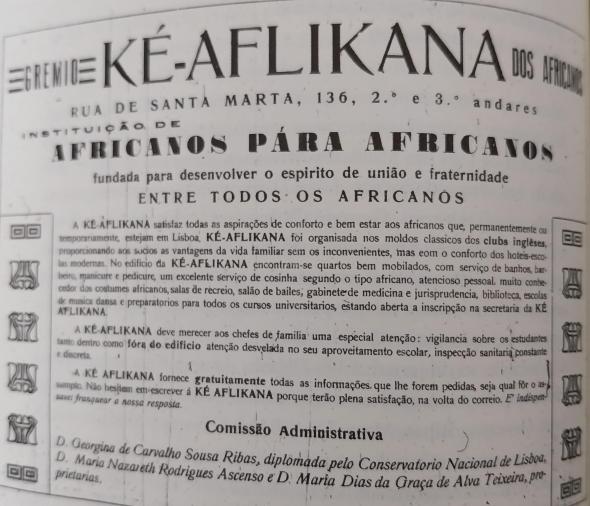 GREMIO KÉ-AFLIKANA DOS AFRICANOS
RUA DE SANTA MARTA, 136, 2.º e 3.º andares
INSTITUIÇÃO DE
AFRICANOS PÁRA AFRICANOS
fundada para desenvolver o espirito de união e fraternidade
ENTRE TODOS OS AFRICANOS
A KÉ-AFLIKANA satisfaz todas as aspirações de conforto e bem estar aos africanos que, permanentemente ou
temporariamente, estejam em Lisboa. KÉ-AFLIKANA foi organisada nos moldos classicos dos clubs inglêses,
proporcionando aos socios as vantagens da vida familiar sem os inconvenientes, mas com o conforto dos hoteis-esco-
las modernas. No edificio da KÉ-AFLIKANA encontram-se quartos bem mobilados, com serviço de banhos, bar-
beiro, manicure e pedicure, um excelente serviço de cosinha segundo o tipo africano, atencioso pessoal, muito conhe-
cedor dos costumes africanos, salas de recreio, salão de bailes, gabinete de medicina e jurisprudencia, biblioteca, escolas
de musica dansa e preparatorios para todos os cursos universitarios, estando aberta a inscripção na secretaria da KÉ
AFLIKANA.
A KÉ-AFLIKANA deve merecer aos chefes de familia uma especial atenção: vigilancia sobre os estudantes
tanto dentro como fóra do edificio atenção desvelada no seu aproveitamento escolar, inspecção sanitaria constante
e discreta.
A KÉ AFLIKANA fornece gratuitamente todas as informações que lhe forem pedidas, seja qual fôr o as-
sumpto. Não hesitem em escrever á KÉ AFLIKANA porque terão plena satisfação, na volta do correio. E' indispen-
savel franquear a nossa resposta.
Comissão Administrativa
D. Georgina de Carvalho Sousa Ribas, diplomada pelo Conservatorio Nacional de Lisboa,
D. Maria Nazareth Rodrigues Ascenso e D. Maria Dias da Graça de Alva Teixeira, pro-
prietarias.